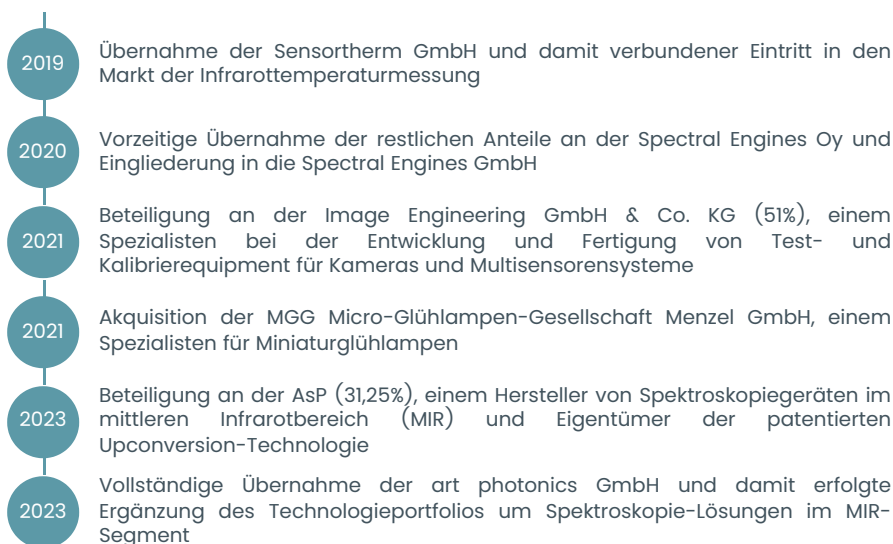 2019
Übernahme der Sensortherm GmbH und damit verbundener Eintritt in den
Markt der Infrarottemperaturmessung
2020
Vorzeitige Übernahme der restlichen Anteile an der Spectral Engines Oy und
Eingliederung in die Spectral Engines GmbH
2021
Beteiligung an der Image Engineering GmbH & Co. KG (51%), einem
Spezialisten bei der Entwicklung und Fertigung von Test- und
Kalibrierequipment für Kameras und Multisensorensysteme
2021
Akquisition der MGG Micro-Glühlampen-Gesellschaft Menzel GmbH, einem
Spezialisten für Miniaturglühlampen
2023
Beteiligung an der AsP (31,25%), einem Hersteller von Spektroskopiegeräten im
mittleren Infrarotbereich (MIR) und Eigentümer der patentierten
Upconversion-Technologie
2023
Vollständige Übernahme der art photonics GmbH und damit erfolgte
Ergänzung des Technologieportfolios um Spektroskopie-Lösungen im MIR-
Segment